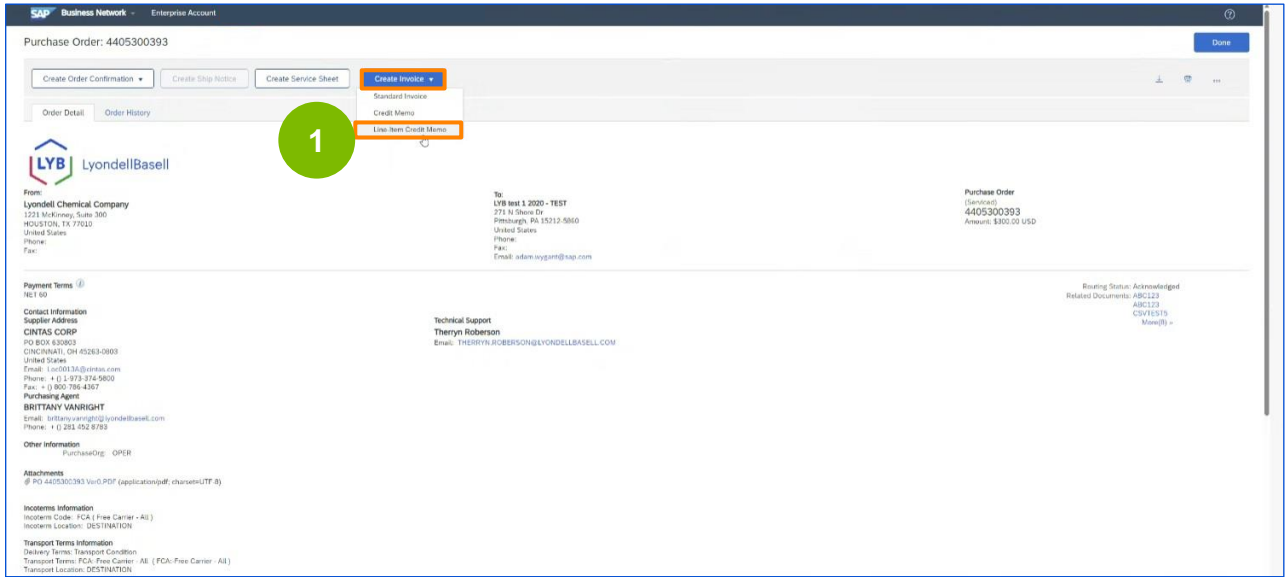 SAP Business Network Enterprise Account
Purchase Order: 4405300393
Done
Create Order Confirmation
Create Ship Notice
Create Service Sheet
Create Invoice
Standard Invoice
Credit Memo
Line-Item Credit Memo
1
Order Detail
Order History
LYB LyondellBasell
From:
Lyondell Chemical Company
1221 McKinney, Suite 300
HOUSTON, TX 77010
United States
Phone:
Fax:
To:
LYB test 1 2020 - TEST
271 N Shore Dr
Pittsburgh, PA 15212-5860
United States
Phone:
Fax:
Email: adam.wygant@sap.com
Purchase Order
(Serviced)
4405300393
Amount: $300.00 USD
Payment Terms
NET 60
Routing Status: Acknowledged
Related Documents: ABC123
ABC123
CSVTEST5
More(8) »
Contact Information
Supplier Address
CINTAS CORP
PO BOX 630803
CINCINNATI, OH 45263-0803
United States
Email: Loc0013A@cintas.com
Phone: + () 1-973-374-5800
Fax: + () 800-786-4367
Technical Support
Therryn Roberson
Email: THERRYN.ROBERSON@LYONDELLBASELL.COM
Purchasing Agent
BRITTANY VANRIGHT
Email: brittany.vanright@lyondellbasell.com
Phone: + () 281 452 8783
Other Information
PurchaseOrg: OPER
Attachments
PO 4405300393 Ver0.PDF (application/pdf; charset=UTF-8)
Incoterms Information
Incoterm Code: FCA ( Free Carrier - All )
Incoterm Location: DESTINATION
Transport Terms Information
Delivery Terms: Transport Condition
Transport Terms: FCA:-Free Carrier - All. ( FCA:-Free Carrier - All )
Transport Location: DESTINATION